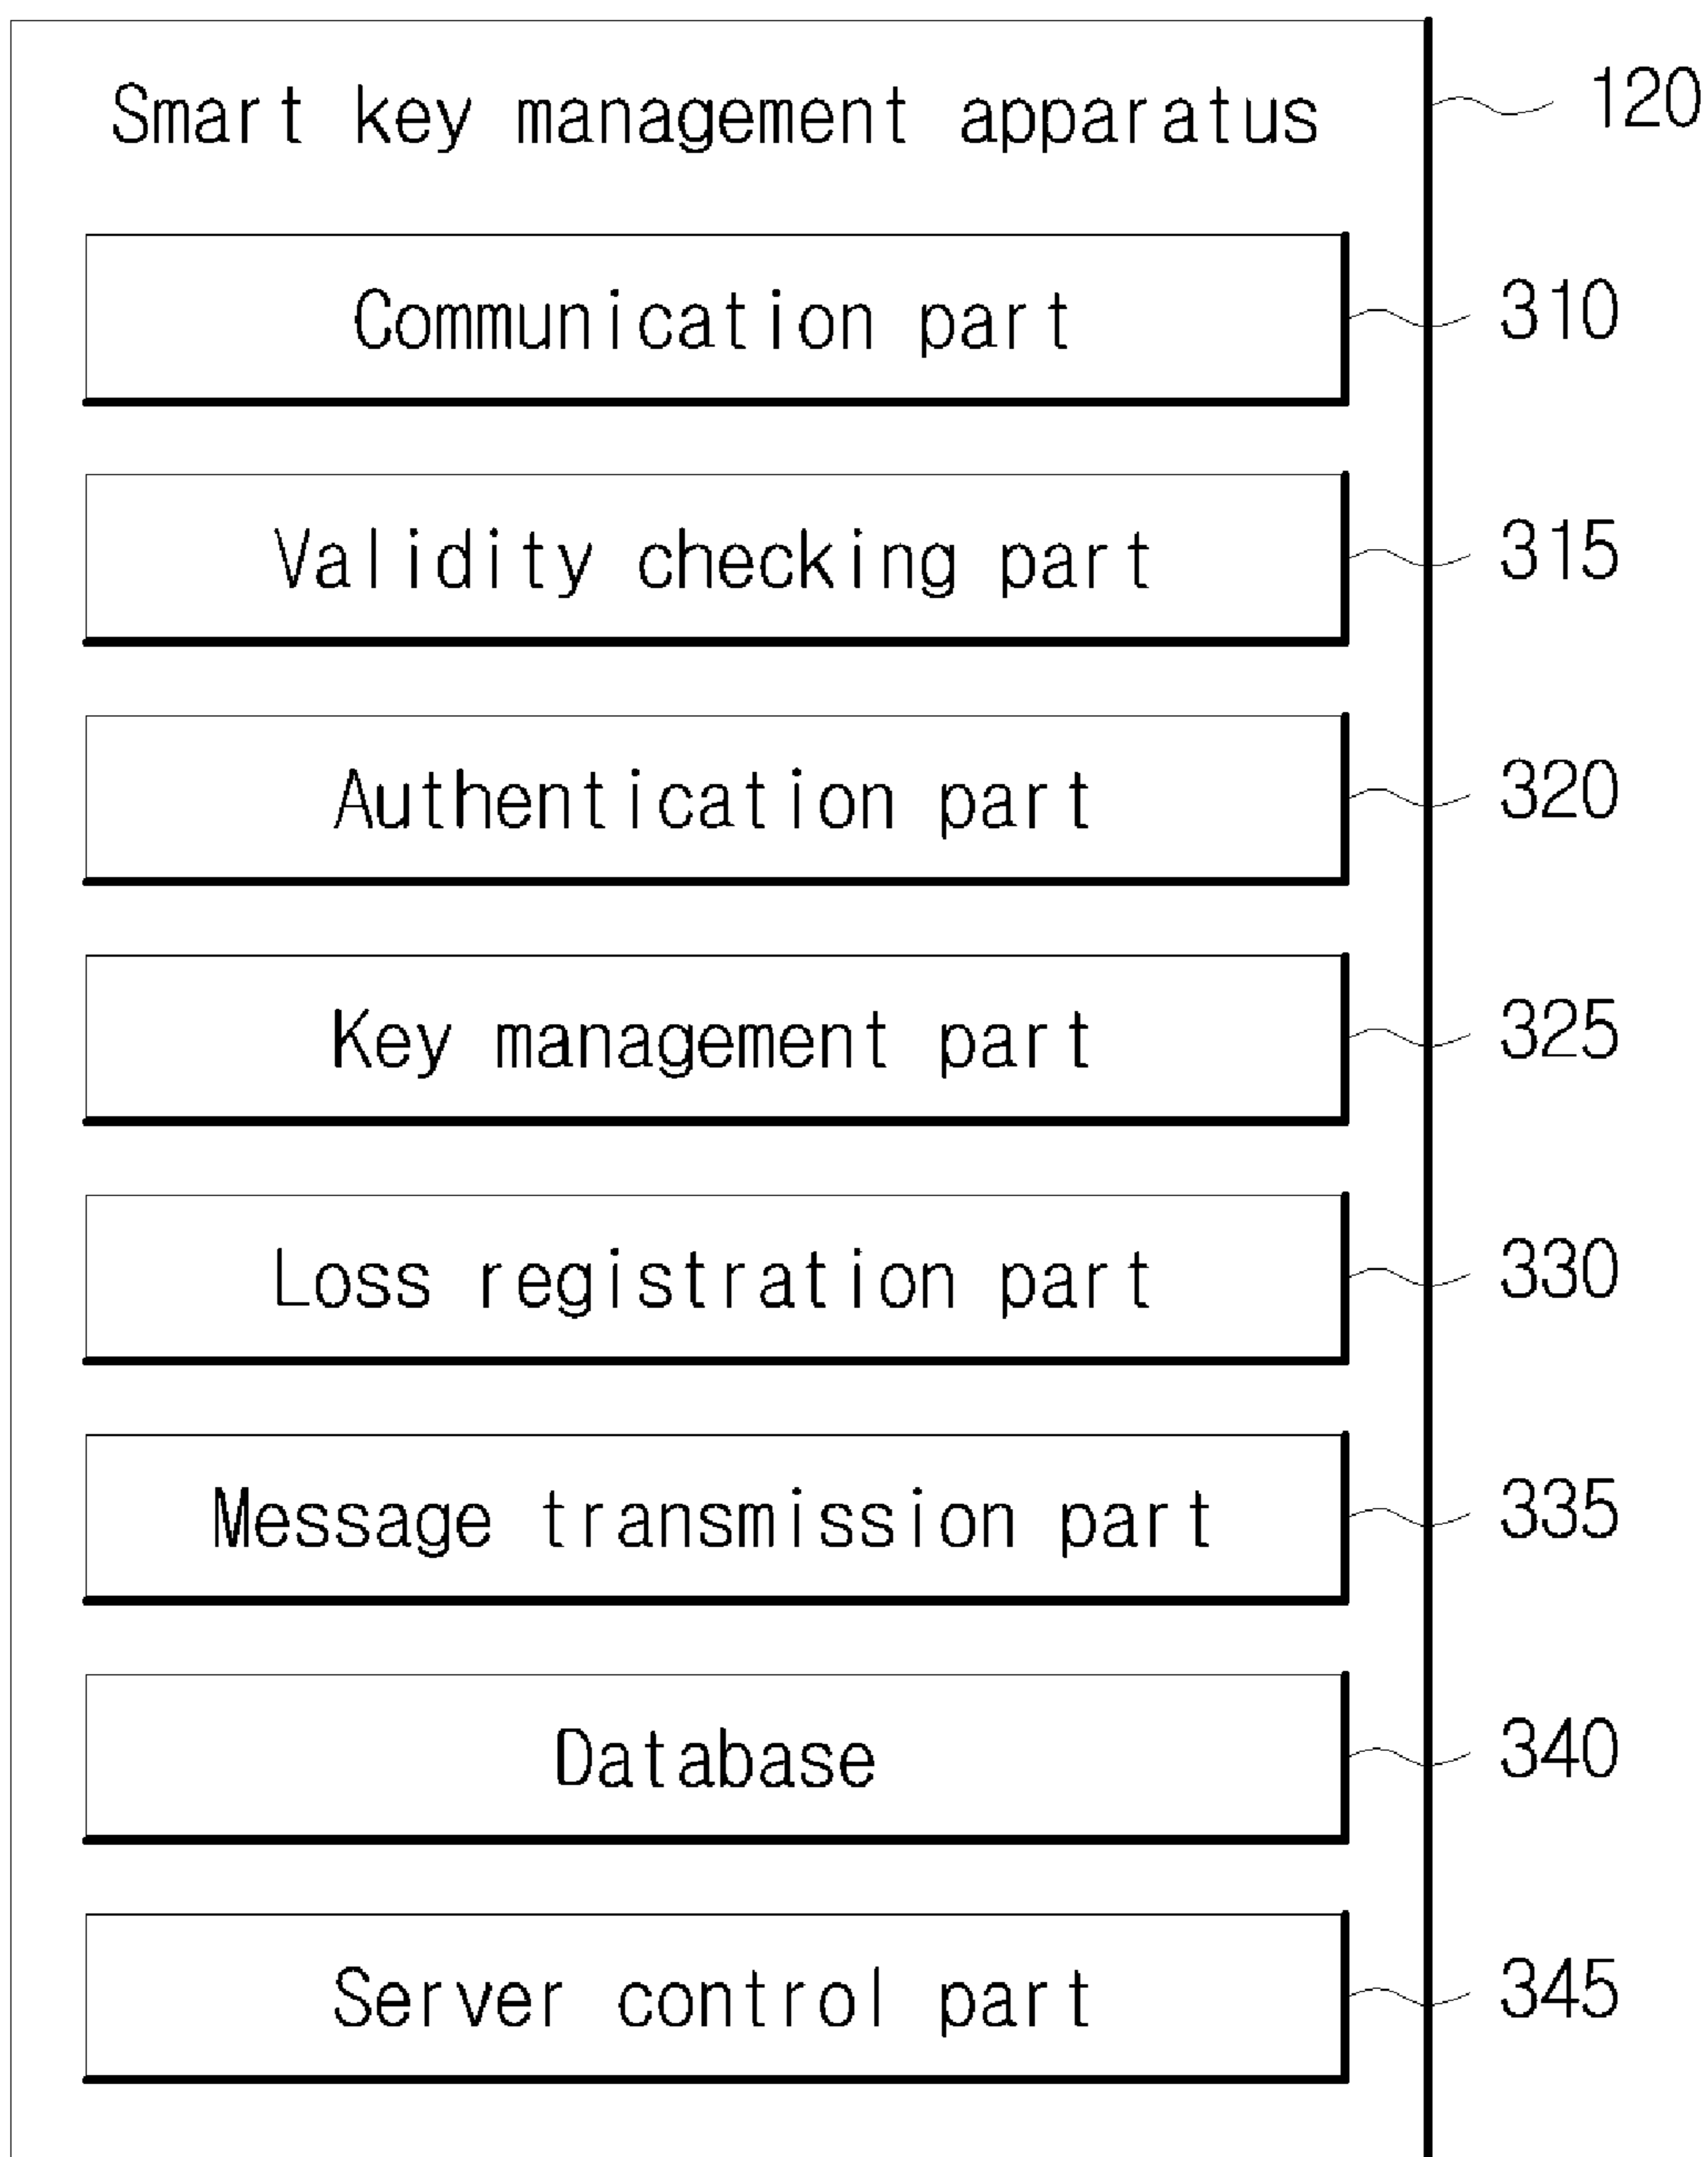 Smart key management apparatus 120
Communication part 310
Validity checking part 315
Authentication part 320
Key management part 325
Loss registration part 330
Message transmission part 335
Database 340
Server control part 345